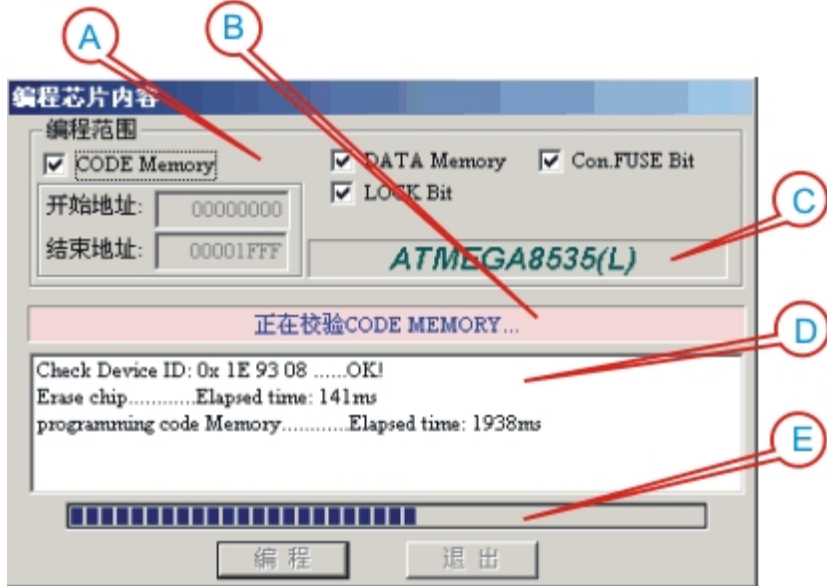 A
B
编程芯片内容
编程范围
CODE Memory
DATA Memory
Con.FUSE Bit
LOCK Bit
开始地址: 00000000
结束地址: 00001FFF
ATMEGA8535(L)
C
正在校验CODE MEMORY...
D
Check Device ID: 0x 1E 93 08 ......OK!
Erase chip............Elapsed time: 141ms
programming code Memory............Elapsed time: 1938ms
E
编 程
退 出